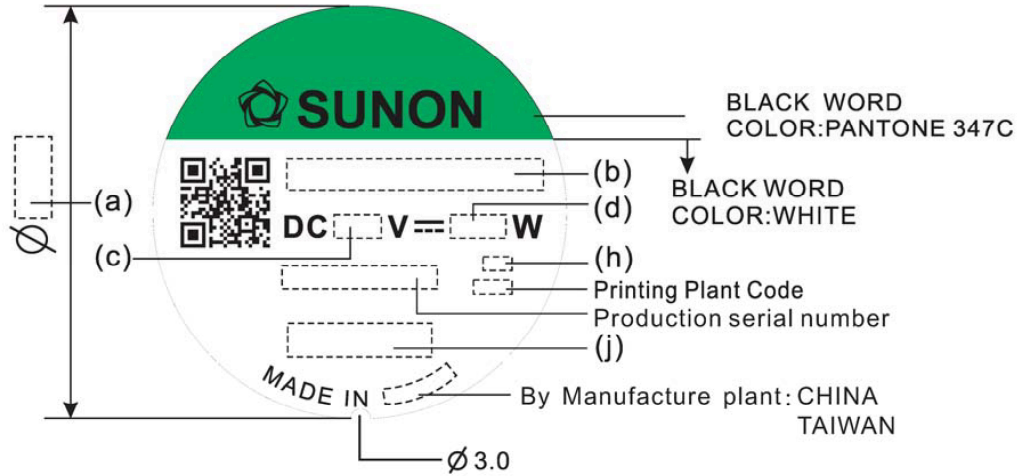 SUNON
BLACK WORD
COLOR:PANTONE 347C
BLACK WORD
COLOR:WHITE
(a)
Ø
(b)
(d)
DC V⎓ W
(c)
(h)
Printing Plant Code
Production serial number
(j)
MADE IN
By Manufacture plant: CHINA
TAIWAN
Ø 3.0